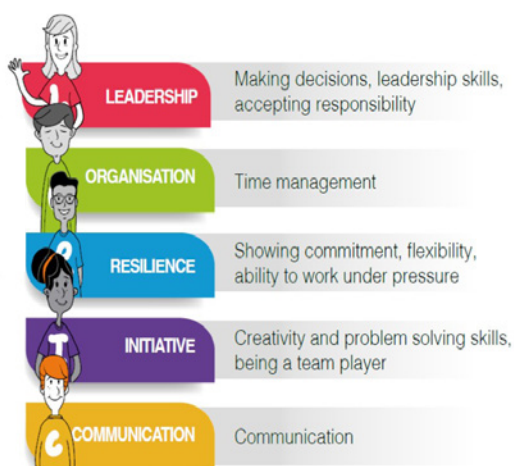 LEADERSHIP
Making decisions, leadership skills,
accepting responsibility
ORGANISATION
Time management
RESILIENCE
Showing commitment, flexibility,
ability to work under pressure
INITIATIVE
Creativity and problem solving skills,
being a team player
COMMUNICATION
Communication